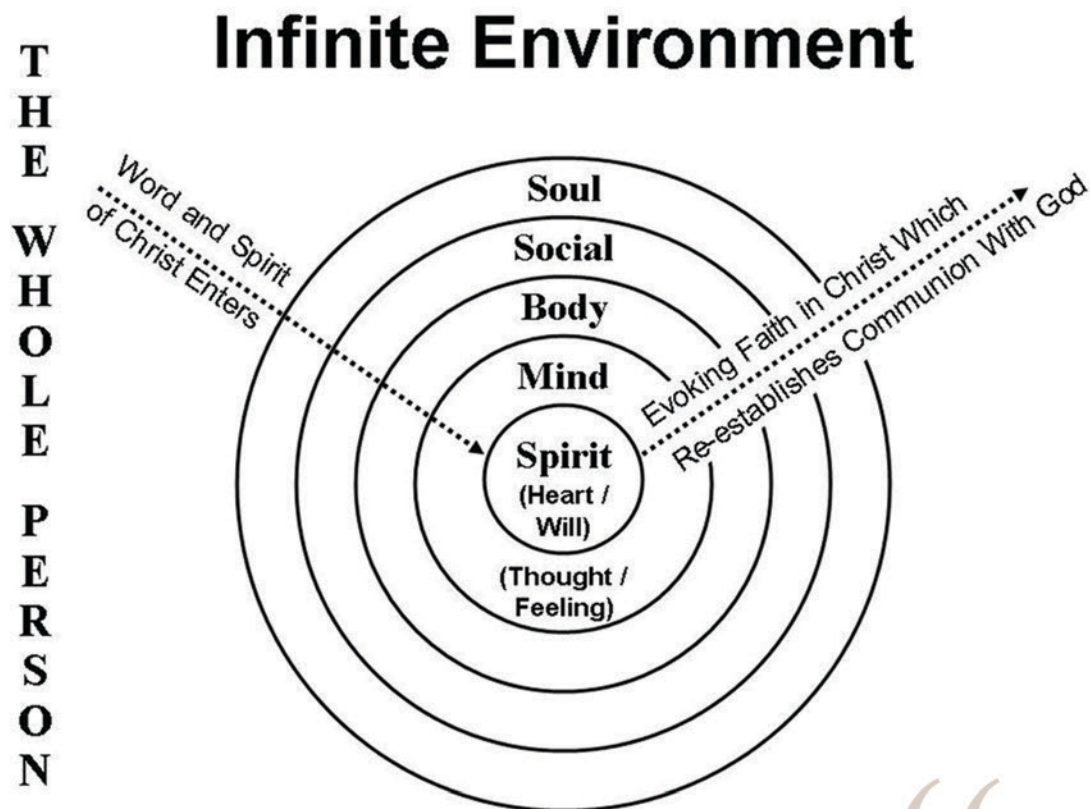 Infinite Environment
THE WHOLE PERSON
Word and Spirit
of Christ Enters
Soul
Social
Body
Mind
Spirit
(Heart /
Will)
(Thought /
Feeling)
Evoking Faith in Christ Which
Re-establishes Communion With God
“